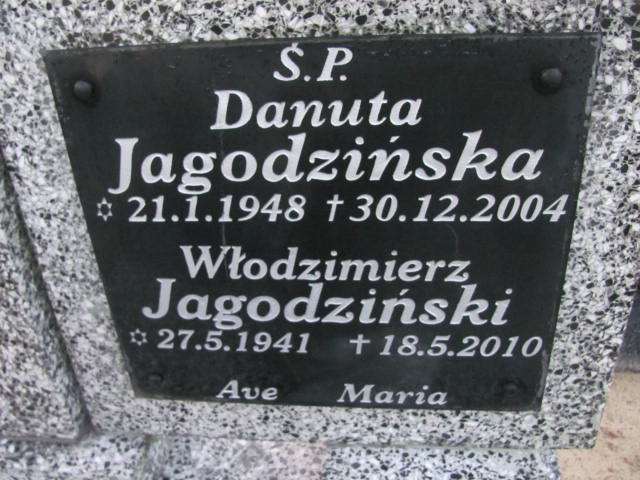 Ś.P.
Danuta
Jagodzińska
✡ 21.1.1948 † 30.12.2004
Włodzimierz
Jagodziński
✡ 27.5.1941 † 18.5.2010
Ave Maria